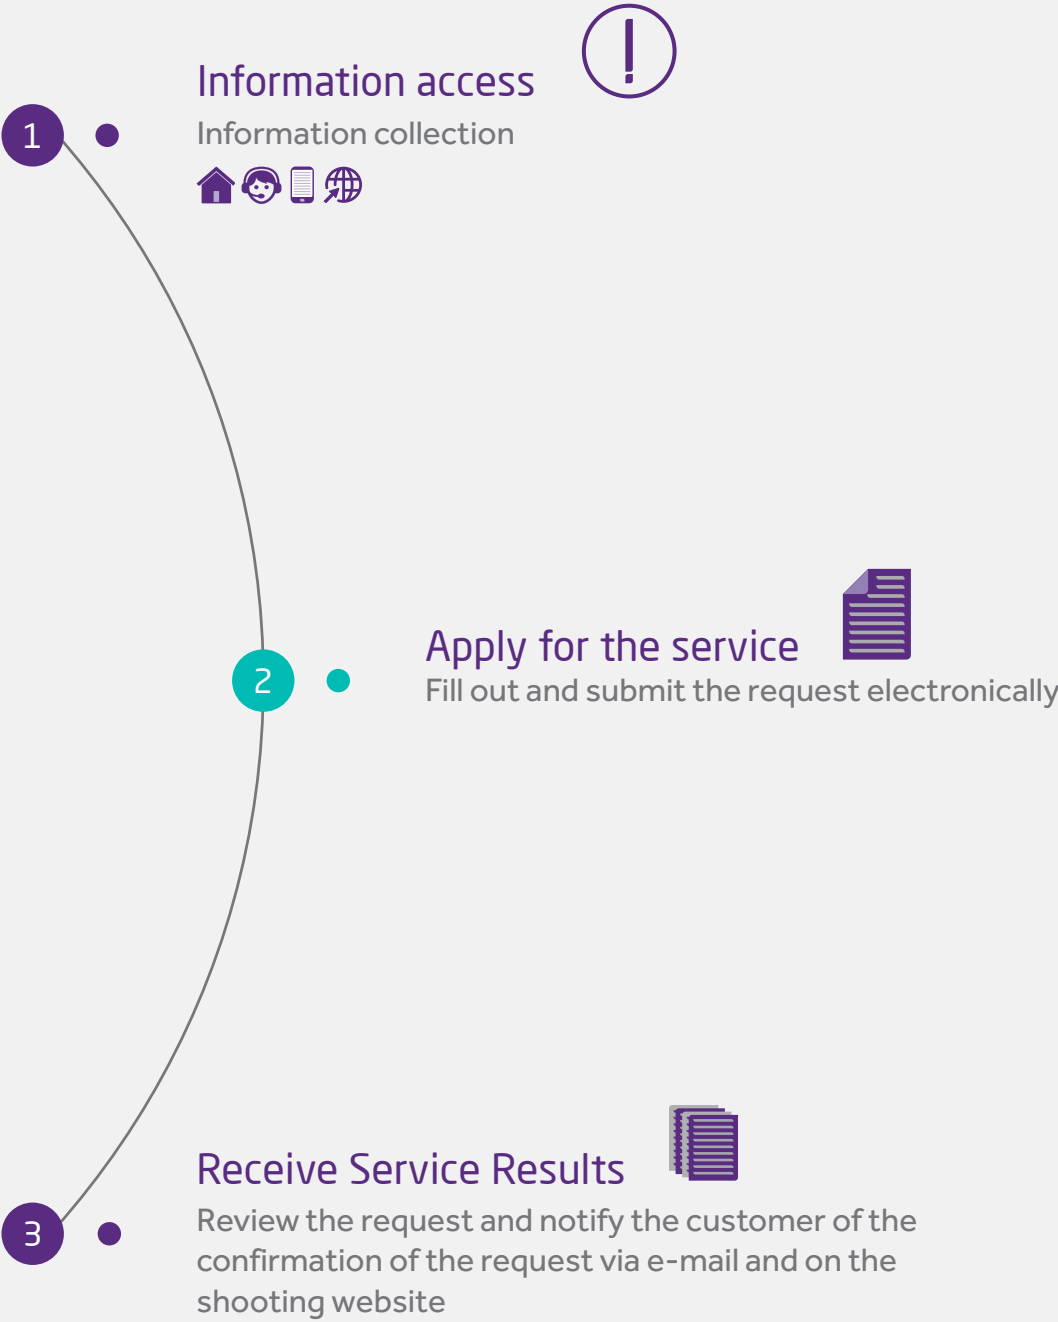 Information access
1
Information collection
Apply for the service
2
Fill out and submit the request electronically
Receive Service Results
3
Review the request and notify the customer of the
confirmation of the request via e-mail and on the
shooting website